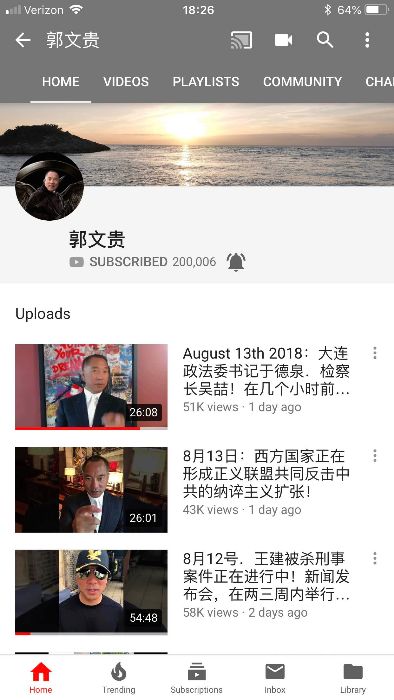 Verizon
18:26
64%
郭文贵
HOME VIDEOS PLAYLISTS COMMUNITY CHA
郭文贵
SUBSCRIBED 200,006
Uploads
26:08
August 13th 2018：大连
政法委书记于德泉．检察
长吴喆！在几个小时前...
51K views · 1 day ago
26:01
8月13日：西方国家正在
形成正义联盟共同反击中
共的纳谇主义扩张！
43K views · 1 day ago
54:48
8月12号．王建被杀刑事
案件正在进行中！新闻发
布会，在两三周内举行...
58K views · 2 days ago
Home Trending Subscriptions Inbox Library